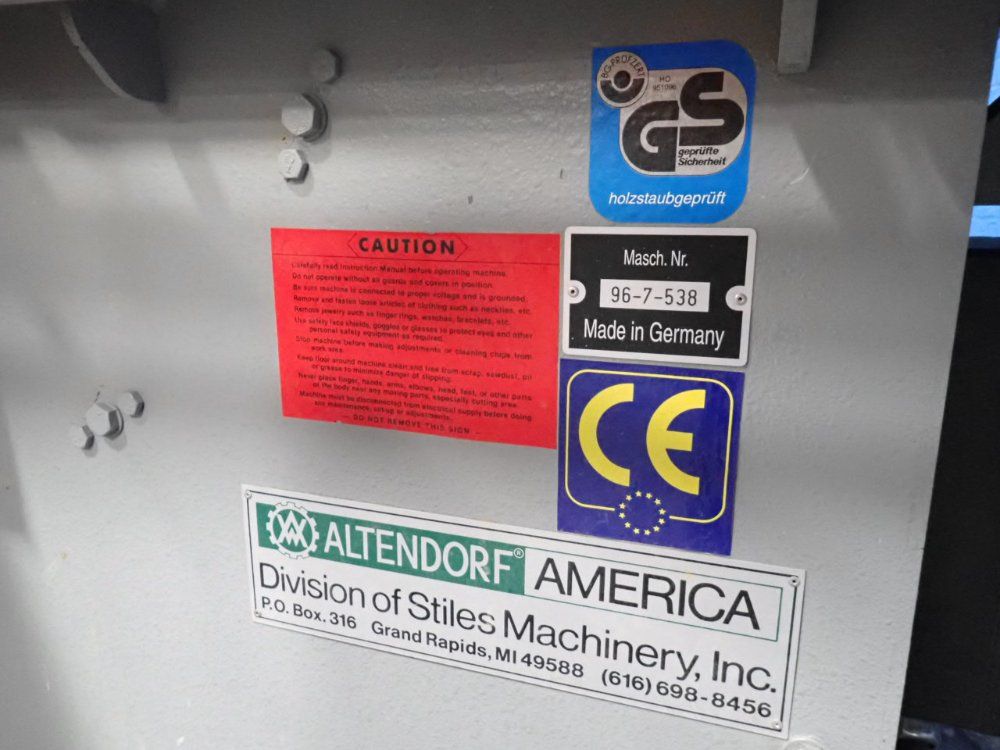 BG-PRÜFZERT
HO
961096
GS
geprüfte
Sicherheit
holzstaubgeprüft
CAUTION
Carefully read Instruction Manual before operating machine.
Do not operate without all guards and covers in position.
Be sure machine is connected to proper voltage and is grounded.
Remove and fasten loose articles of clothing such as neckties, etc.
Remove jewelry such as finger rings, watches, bracelets, etc.
Use safety face shields, goggles or glasses to protect eyes and other
personal safety equipment as required.
Stop machine before making adjustments or cleaning chips from
work area.
Keep floor around machine clean and free from scrap, sawdust, oil
or grease to minimize danger of slipping.
Never place finger, hands, arms, elbows, head, feet, or other parts
of the body near any moving parts, especially cutting area.
Machine must be disconnected from electrical supply before doing
any maintenance, set-up or adjustments.
— DO NOT REMOVE THIS SIGN —
Masch. Nr.
96-7-538
Made in Germany
CE
ALTENDORF® AMERICA
Division of Stiles Machinery, Inc.
P.O. Box. 316 Grand Rapids, MI 49588 (616) 698-8456